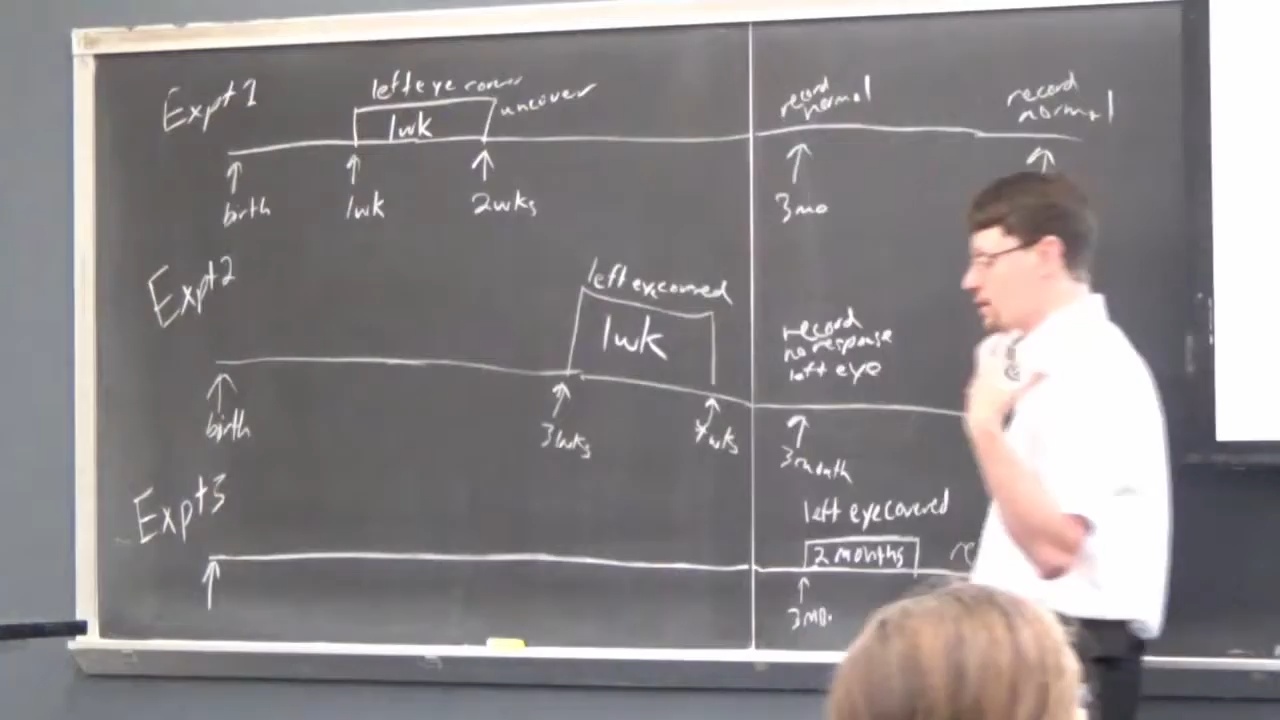 Expt 1
left eye cover
uncover
1wk
birth
1wk
2wks
record
normal
3mo
record
normal
Expt 2
left eye covered
1wk
birth
3wks
4wks
record
no response
left eye
3month
Expt 3
left eye covered
2 months
re
3mo.